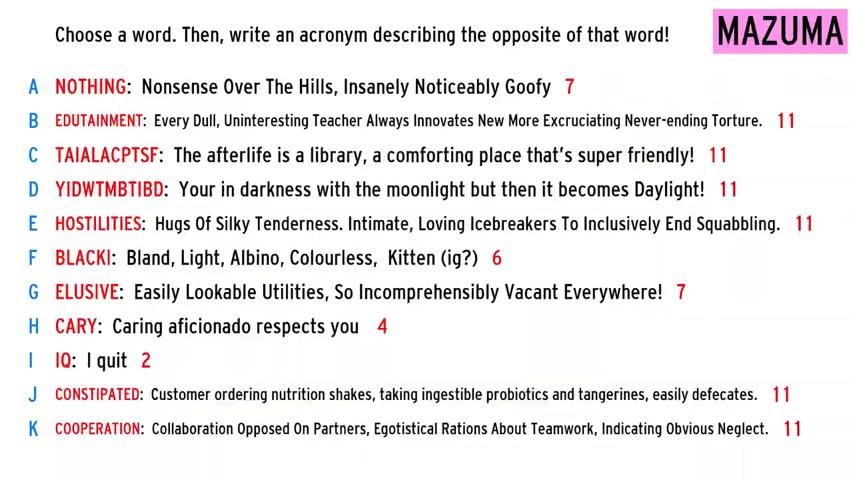 Choose a word. Then, write an acronym describing the opposite of that word!
MAZUMA
A NOTHING: Nonsense Over The Hills, Insanely Noticeably Goofy 7
B EDUTAINMENT: Every Dull, Uninteresting Teacher Always Innovates New More Excruciating Never-ending Torture. 11
C TAIALACPTSF: The afterlife is a library, a comforting place that's super friendly! 11
D YIDWTMBTIBD: Your in darkness with the moonlight but then it becomes Daylight! 11
E HOSTILITIES: Hugs Of Silky Tenderness. Intimate, Loving Icebreakers To Inclusively End Squabbling. 11
F BLACKI: Bland, Light, Albino, Colourless, Kitten (ig?) 6
G ELUSIVE: Easily Lookable Utilities, So Incomprehensibly Vacant Everywhere! 7
H CARY: Caring aficionado respects you 4
I IQ: I quit 2
J CONSTIPATED: Customer ordering nutrition shakes, taking ingestible probiotics and tangerines, easily defecates. 11
K COOPERATION: Collaboration Opposed On Partners, Egotistical Rations About Teamwork, Indicating Obvious Neglect. 11